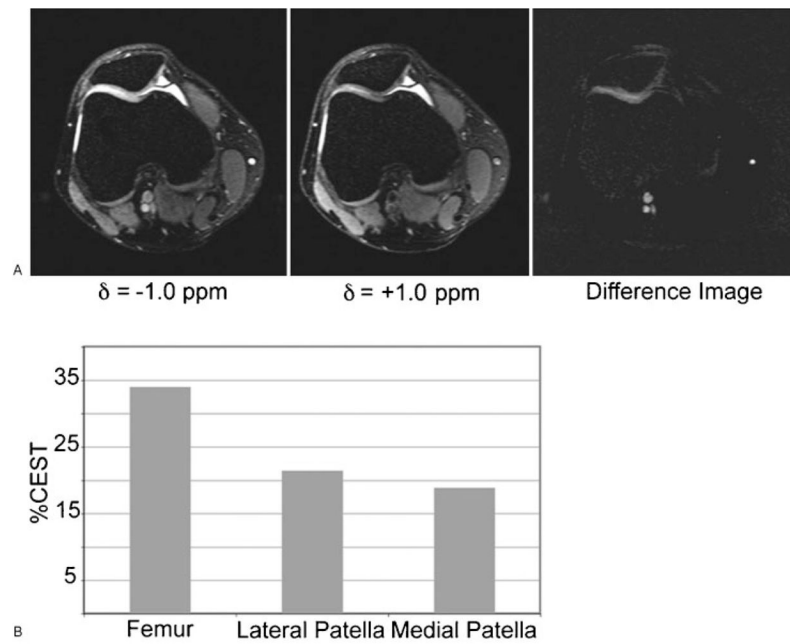 A
δ = -1.0 ppm
δ = +1.0 ppm
Difference Image
35
25
15
5
%CEST
Femur
Lateral Patella
Medial Patella
B